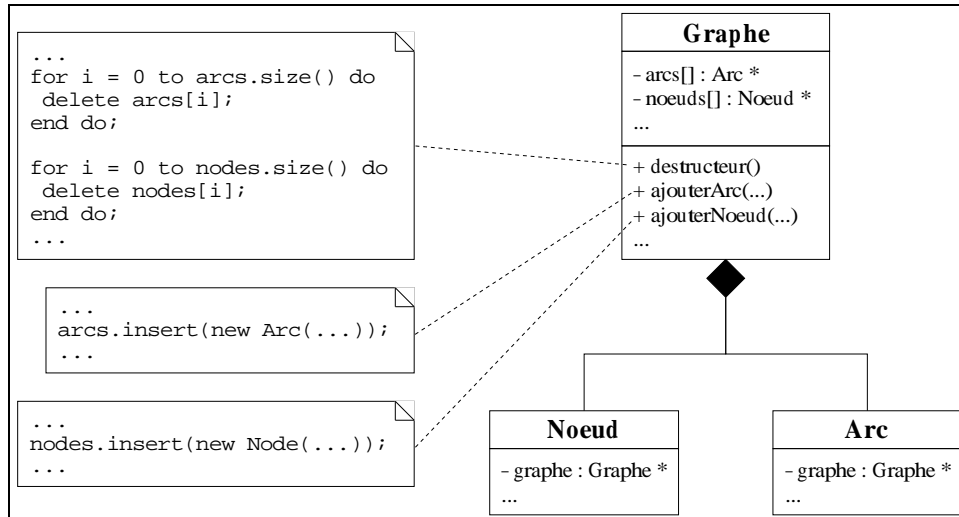 ...
for i = 0 to arcs.size() do
delete arcs[i];
end do;
for i = 0 to nodes.size() do
delete nodes[i];
end do;
...
...
arcs.insert(new Arc(...));
...
...
nodes.insert(new Node(...));
...
Graphe
- arcs[] : Arc *
- noeuds[] : Noeud *
...
+ destructeur()
+ ajouterArc(...)
+ ajouterNoeud(...)
...
Noeud
- graphe : Graphe *
...
Arc
- graphe : Graphe *
...